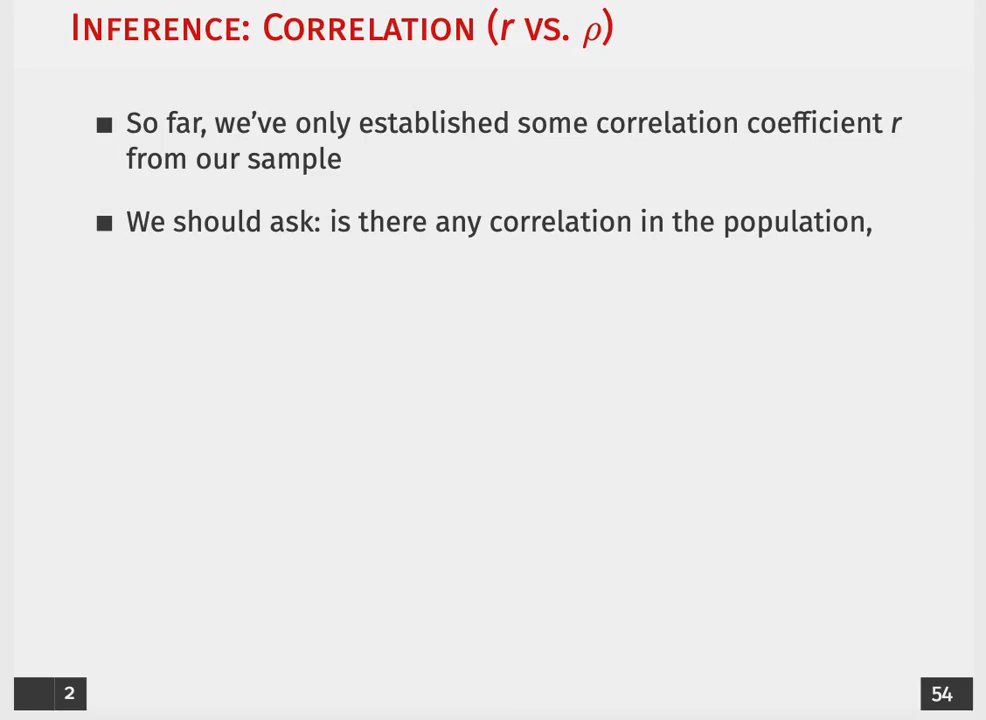 INFERENCE: CORRELATION (r VS. ρ)
■ So far, we’ve only established some correlation coefficient r
from our sample
■ We should ask: is there any correlation in the population,
2
54